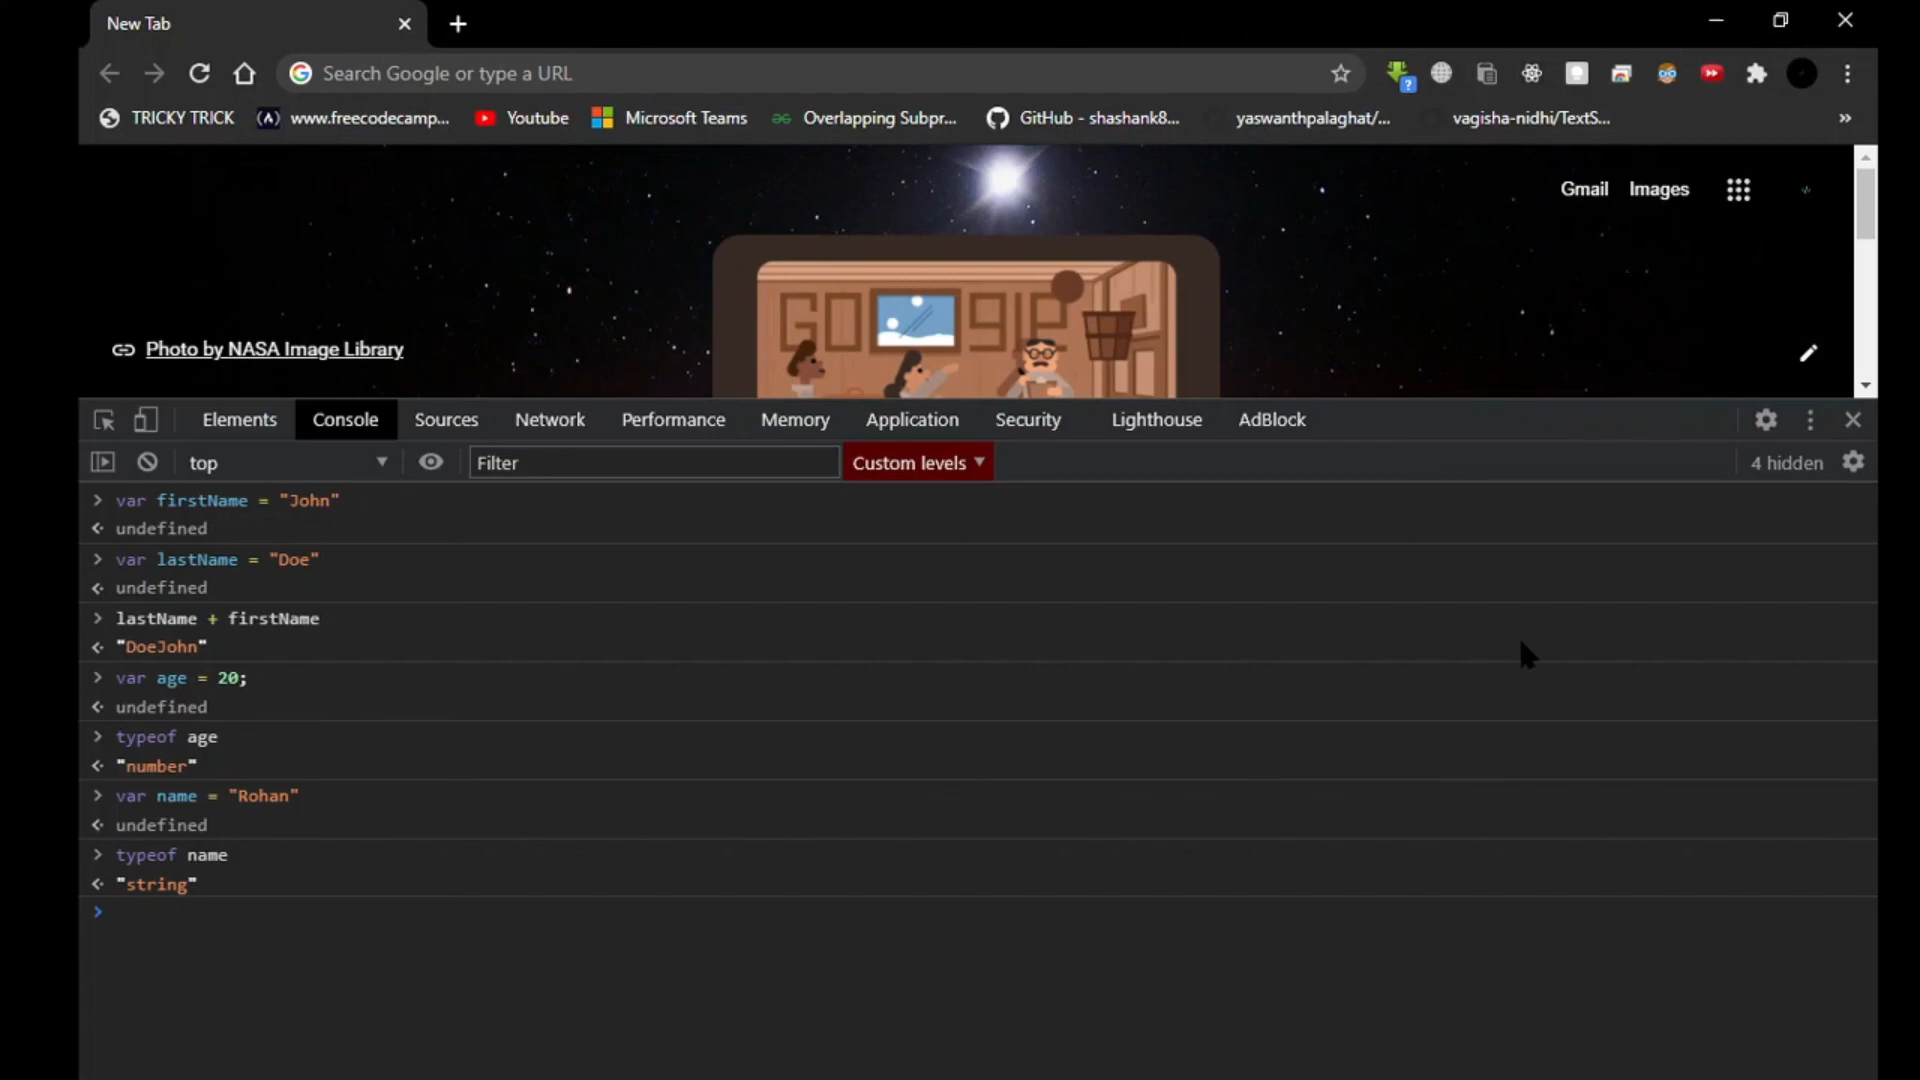 New Tab
Search Google or type a URL
TRICKY TRICK www.freecodecamp... Youtube Microsoft Teams Overlapping Subpr... GitHub - shashank8... yaswanthpalaghat/... vagisha-nidhi/TextS... »
Gmail Images
Photo by NASA Image Library
Elements Console Sources Network Performance Memory Application Security Lighthouse AdBlock
top Filter Custom levels 4 hidden
> var firstName = "John"
undefined
> var lastName = "Doe"
undefined
> lastName + firstName
"DoeJohn"
> var age = 20;
undefined
> typeof age
"number"
> var name = "Rohan"
undefined
> typeof name
"string"
>